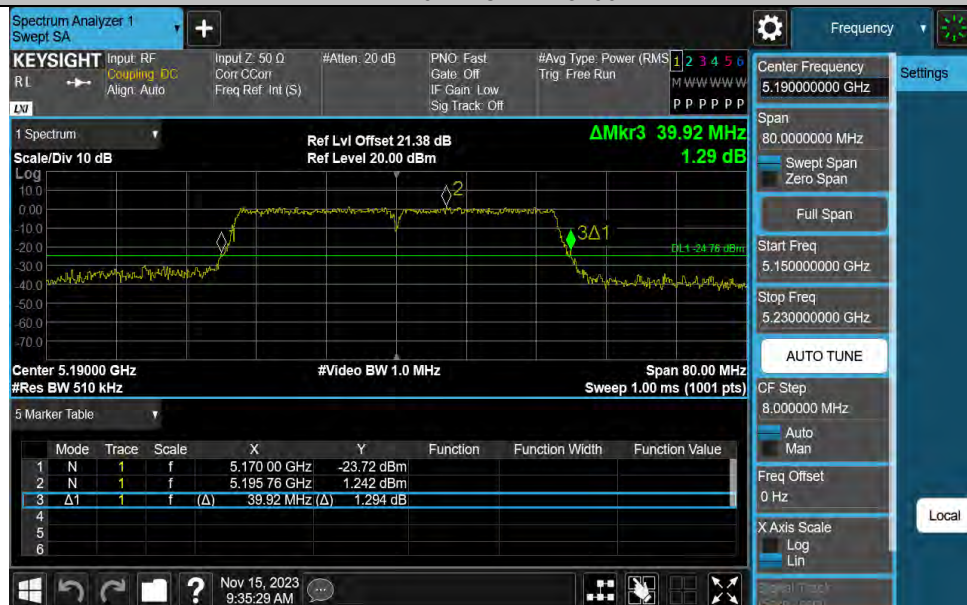 Spectrum Analyzer 1
Swept SA
+
Frequency
KEYSIGHT
RL
LXI
Input: RF
Coupling: DC
Align: Auto
Input Z: 50 Ω
Corr CCorr
Freq Ref: Int (S)
#Atten: 20 dB
PNO: Fast
Gate: Off
IF Gain: Low
Sig Track: Off
#Avg Type: Power (RMS
Trig: Free Run
1 2 3 4 5 6
M W W W W W
P P P P P P
1 Spectrum
Scale/Div 10 dB
Log
Ref Lvl Offset 21.38 dB
Ref Level 20.00 dBm
ΔMkr3 39.92 MHz
1.29 dB
10.0
0.00
-10.0
-20.0
-30.0
-40.0
-50.0
-60.0
-70.0
1
2
3Δ1
DL1 -24.76 dBm
Center 5.19000 GHz
#Res BW 510 kHz
#Video BW 1.0 MHz
Span 80.00 MHz
Sweep 1.00 ms (1001 pts)
5 Marker Table
Mode Trace Scale X Y Function Function Width Function Value
1 N 1 f 5.170 00 GHz -23.72 dBm
2 N 1 f 5.195 76 GHz 1.242 dBm
3 Δ1 1 f (Δ) 39.92 MHz (Δ) 1.294 dB
4
5
6
?
Nov 15, 2023
9:35:29 AM
Center Frequency
5.190000000 GHz
Settings
Span
80.0000000 MHz
Swept Span
Zero Span
Full Span
Start Freq
5.150000000 GHz
Stop Freq
5.230000000 GHz
AUTO TUNE
CF Step
8.000000 MHz
Auto
Man
Freq Offset
0 Hz
X Axis Scale
Log
Lin
Local
Signal Track